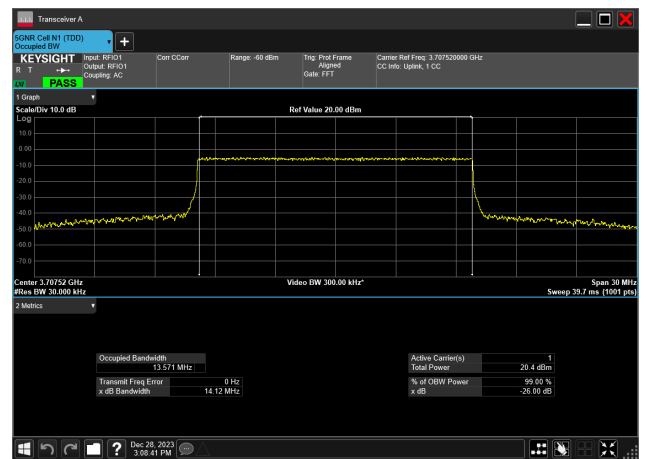 Transceiver A
5GNR Cell N1 (TDD)
Occupied BW
KEYSIGHT
R T
PASS
Input: RFIO1
Output: RFIO1
Coupling: AC
Corr CCorr
Range: -60 dBm
Trig: Prot Frame
Aligned
Gate: FFT
Carrier Ref Freq: 3.707520000 GHz
CC Info: Uplink, 1 CC
1 Graph
Scale/Div 10.0 dB
Ref Value 20.00 dBm
Log
10.0
0.00
-10.0
-20.0
-30.0
-40.0
-50.0
-60.0
-70.0
Center 3.70752 GHz
Video BW 300.00 kHz*
Span 30 MHz
#Res BW 30.000 kHz
Sweep 39.7 ms (1001 pts)
2 Metrics
Occupied Bandwidth
13.571 MHz
Transmit Freq Error 0 Hz
x dB Bandwidth 14.12 MHz
Active Carrier(s) 1
Total Power 20.4 dBm
% of OBW Power 99.00 %
x dB -26.00 dB
?
Dec 28, 2023
3:08:41 PM